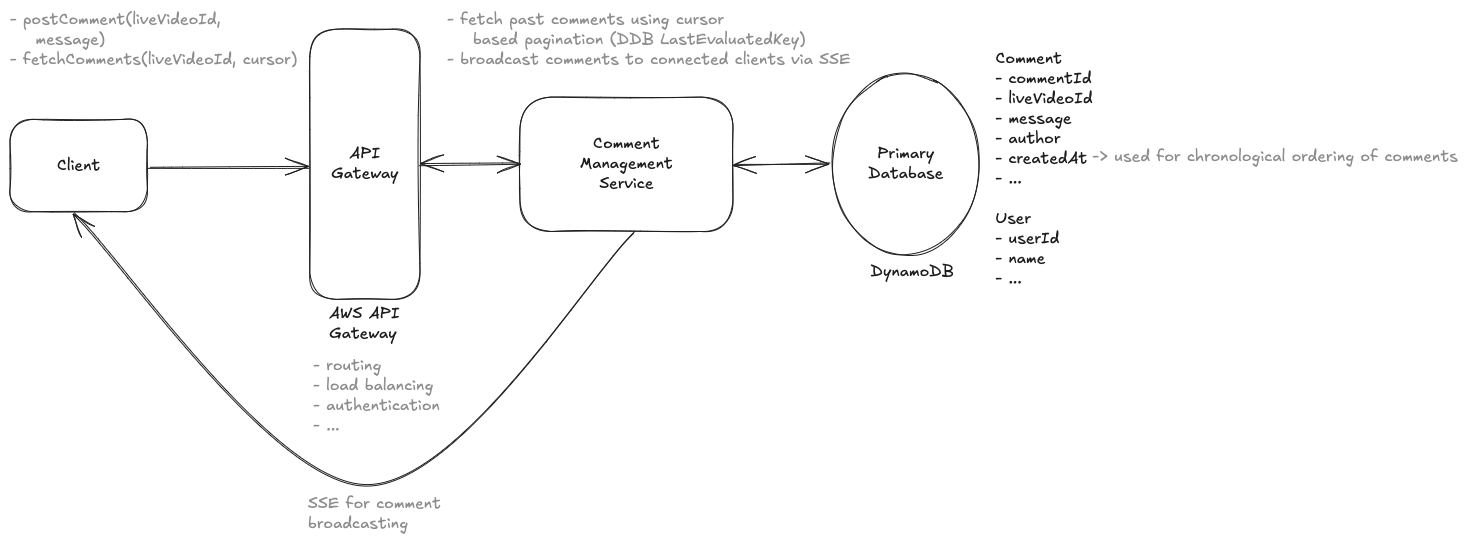 - postComment(liveVideoId,
message)
- fetchComments(liveVideoId, cursor)
- fetch past comments using cursor
based pagination (DDB LastEvaluatedKey)
- broadcast comments to connected clients via SSE
Client
API
Gateway
AWS API
Gateway
- routing
- load balancing
- authentication
- ...
Comment
Management
Service
Primary
Database
DynamoDB
Comment
- commentId
- liveVideoId
- message
- author
- createdAt -> used for chronological ordering of comments
- ...
User
- userId
- name
- ...
SSE for comment
broadcasting